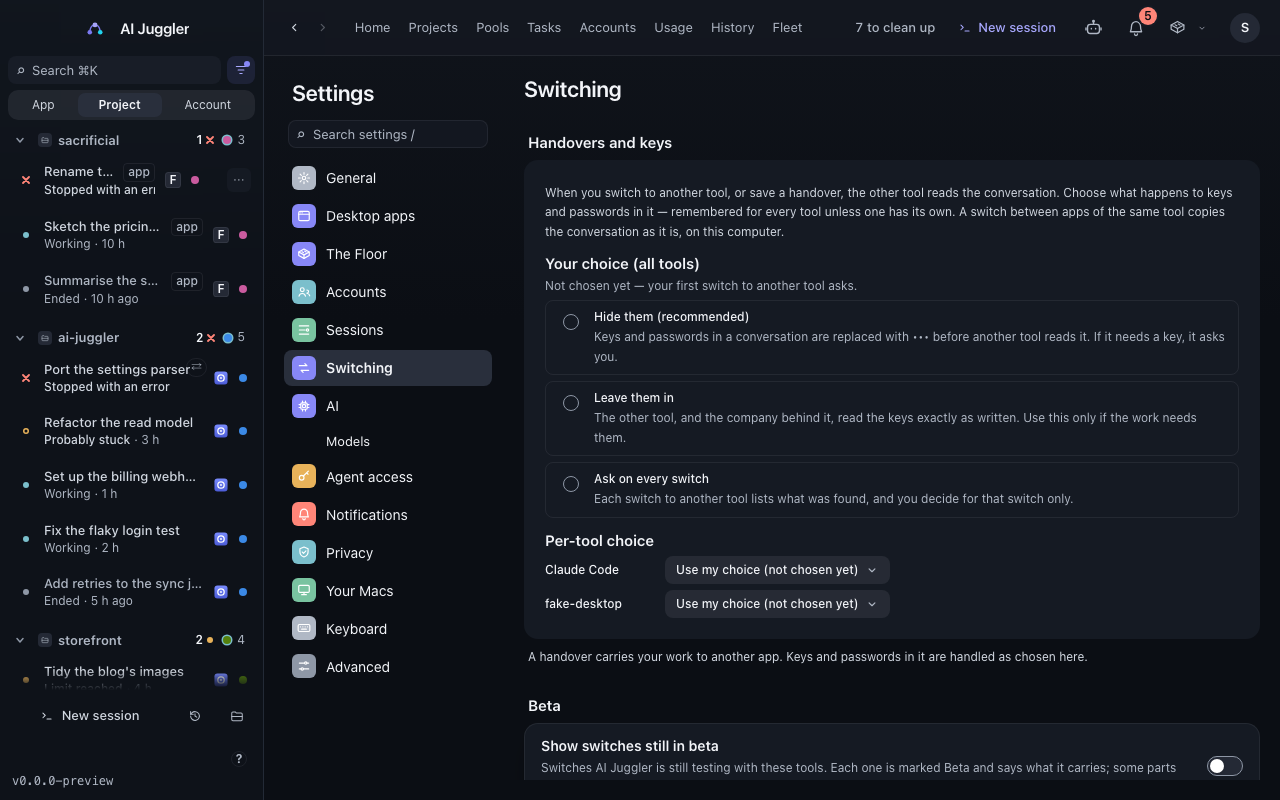 AI Juggler
Search ⌘K
App Project Account
sacrificial 1 3
Rename t... app F
Stopped with an err
Sketch the pricin... app F
Working · 10 h
Summarise the s... app F
Ended · 10 h ago
ai-juggler 2 5
Port the settings parser
Stopped with an error
Refactor the read model
Probably stuck · 3 h
Set up the billing webh...
Working · 1 h
Fix the flaky login test
Working · 2 h
Add retries to the sync j...
Ended · 5 h ago
storefront 2 4
Tidy the blog's images
New session
?
v0.0.0-preview
Home Projects Pools Tasks Accounts Usage History Fleet 7 to clean up New session 5 S
Settings
Search settings /
General
Desktop apps
The Floor
Accounts
Sessions
Switching
AI
Models
Agent access
Notifications
Privacy
Your Macs
Keyboard
Advanced
Switching
Handovers and keys
When you switch to another tool, or save a handover, the other tool reads the conversation. Choose what happens to keys
and passwords in it — remembered for every tool unless one has its own. A switch between apps of the same tool copies
the conversation as it is, on this computer.
Your choice (all tools)
Not chosen yet — your first switch to another tool asks.
Hide them (recommended)
Keys and passwords in a conversation are replaced with ••• before another tool reads it. If it needs a key, it asks
you.
Leave them in
The other tool, and the company behind it, read the keys exactly as written. Use this only if the work needs
them.
Ask on every switch
Each switch to another tool lists what was found, and you decide for that switch only.
Per-tool choice
Claude Code Use my choice (not chosen yet)
fake-desktop Use my choice (not chosen yet)
A handover carries your work to another app. Keys and passwords in it are handled as chosen here.
Beta
Show switches still in beta
Switches AI Juggler is still testing with these tools. Each one is marked Beta and says what it carries; some parts